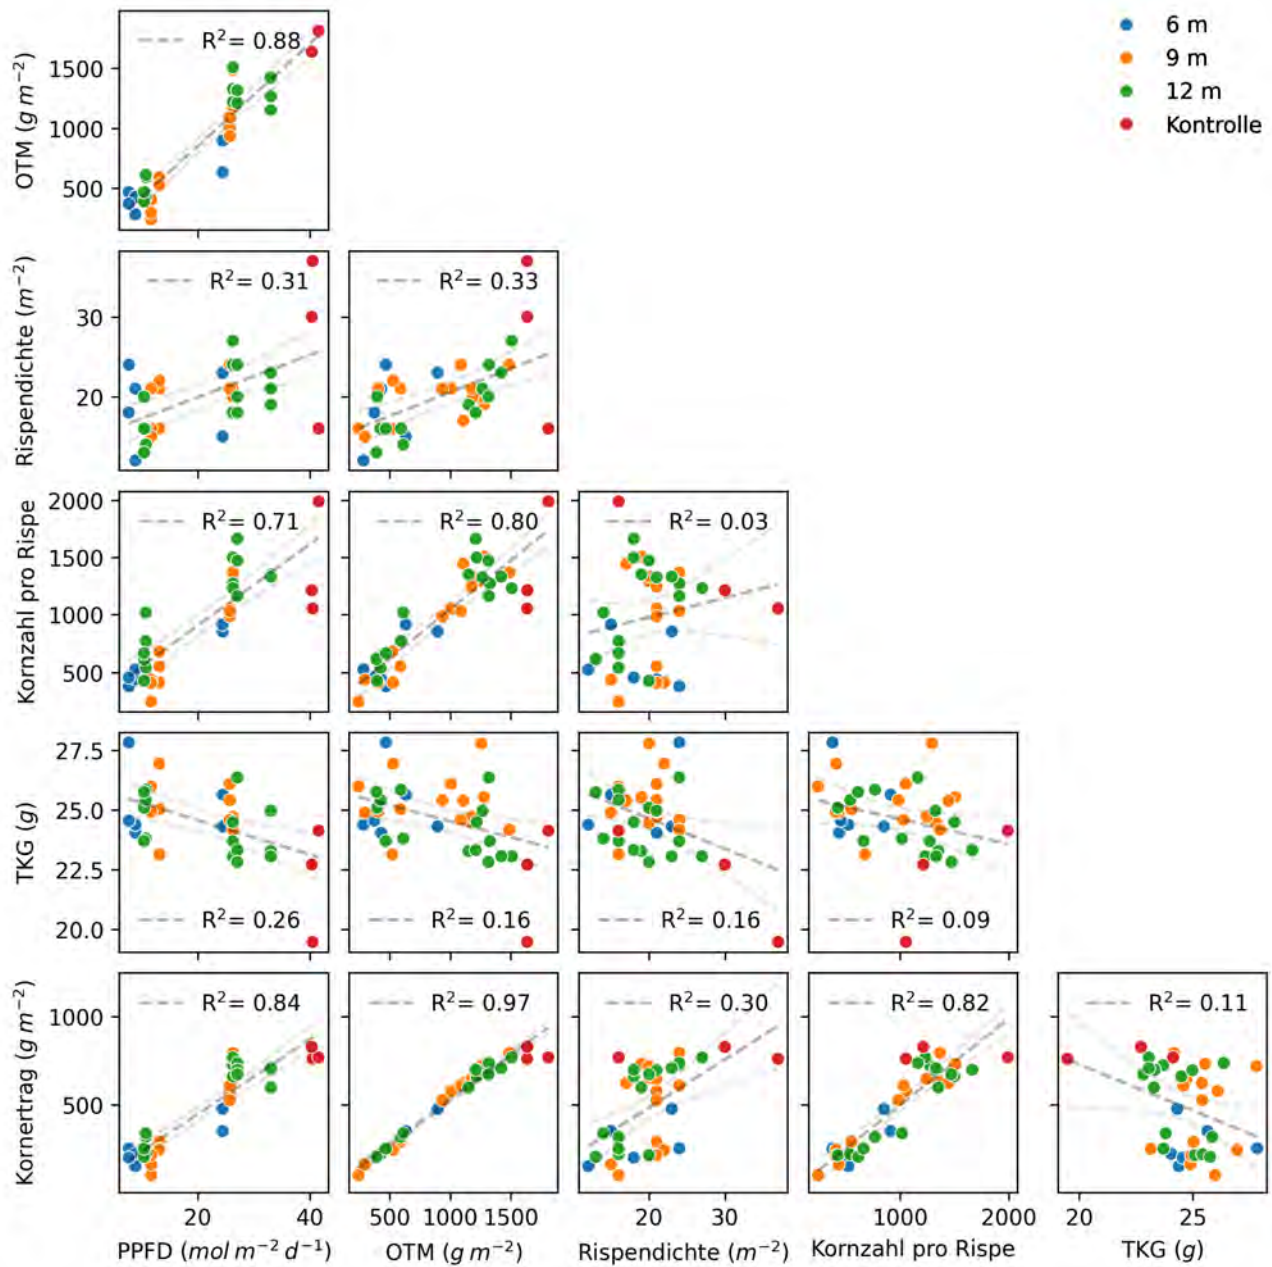 6 m
9 m
12 m
Kontrolle
R²= 0.88
1500
1000
500
OTM (g m⁻²)
R²= 0.31
R²= 0.33
30
20
Rispendichte (m⁻²)
R²= 0.71
R²= 0.80
R²= 0.03
2000
1500
1000
500
Kornzahl pro Rispe
27.5
25.0
22.5
20.0
TKG (g)
R²= 0.26
R²= 0.16
R²= 0.16
R²= 0.09
R²= 0.84
R²= 0.97
R²= 0.30
R²= 0.82
R²= 0.11
1000
500
Kornertrag (g m⁻²)
20 40
500 1000 1500
20 30
1000 2000
20 25
PPFD (mol m⁻² d⁻¹)
OTM (g m⁻²)
Rispendichte (m⁻²)
Kornzahl pro Rispe
TKG (g)